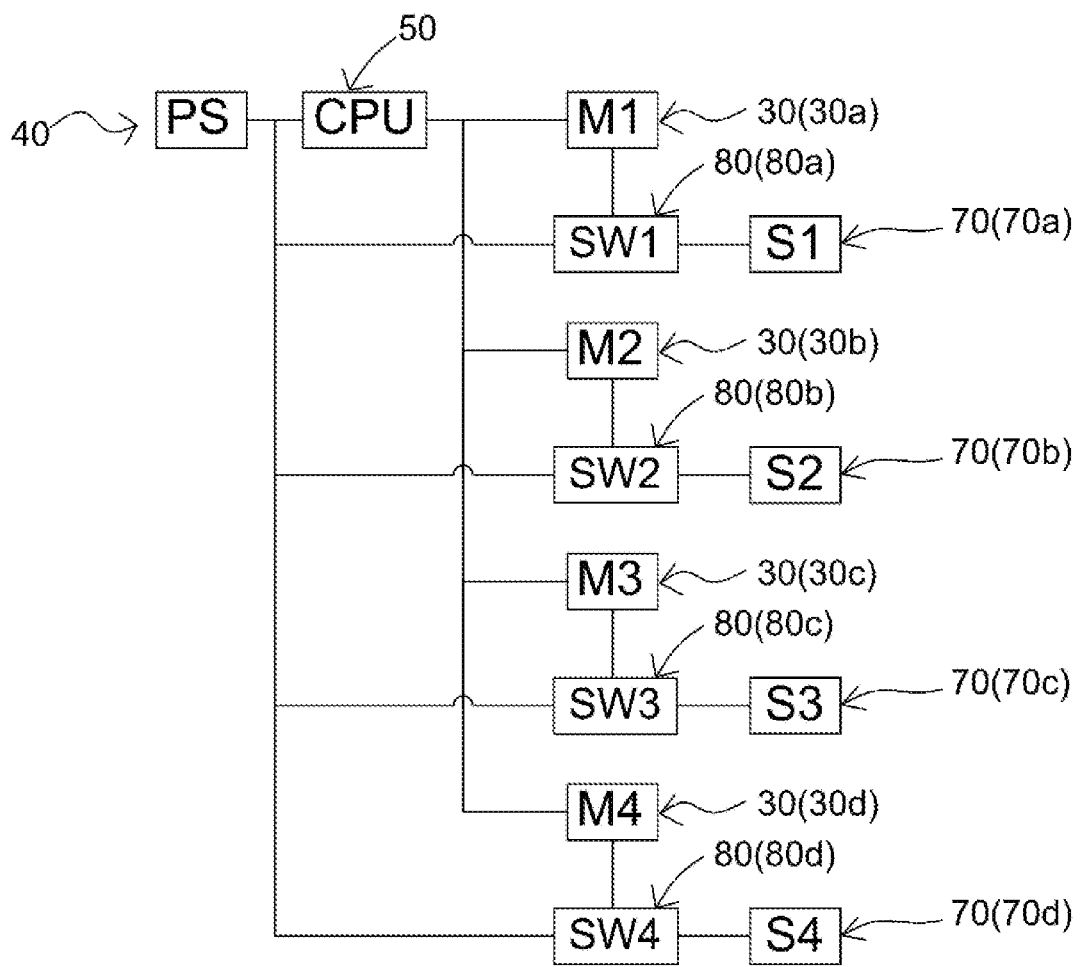 50
PS CPU M1 30(30a)
40
80(80a)
SW1 S1 70(70a)
M2 30(30b)
80(80b)
SW2 S2 70(70b)
M3 30(30c)
80(80c)
SW3 S3 70(70c)
M4 30(30d)
80(80d)
SW4 S4 70(70d)